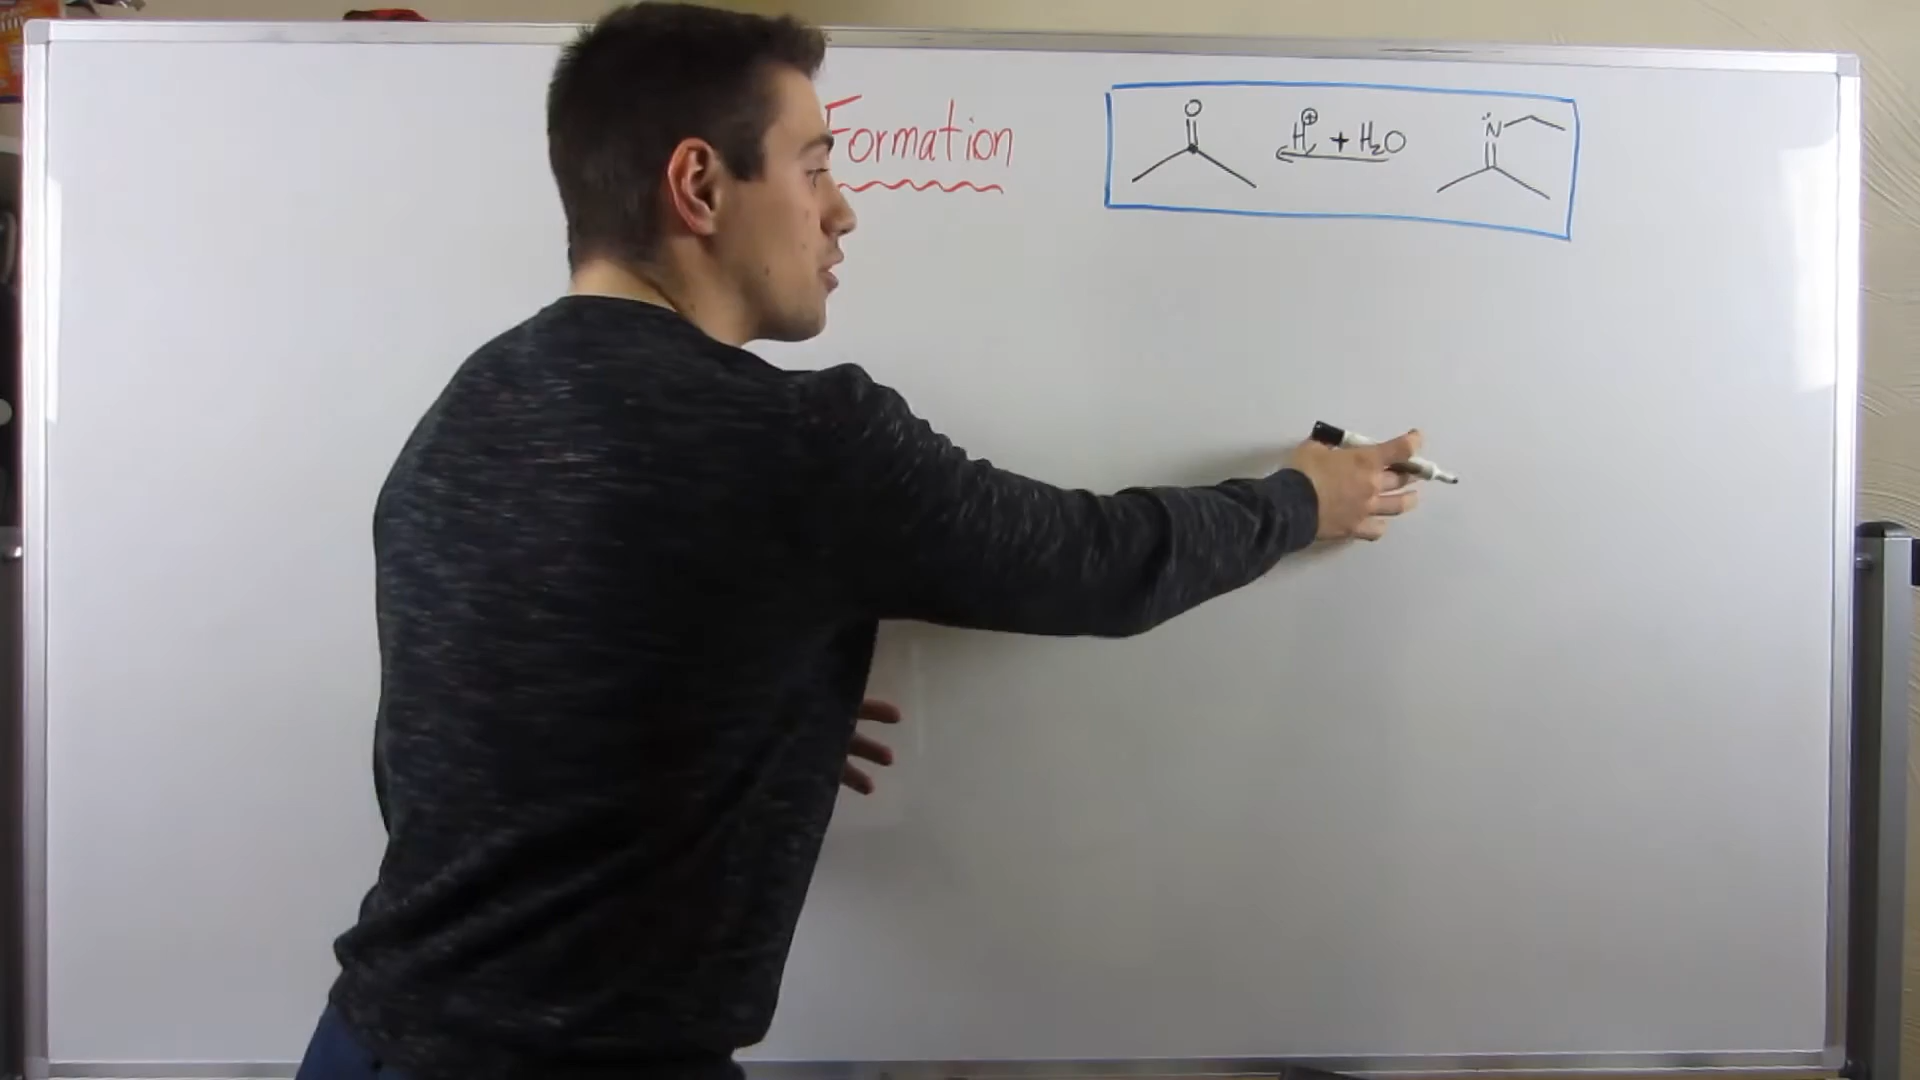 Formation
O
H⊕ + H₂O
N